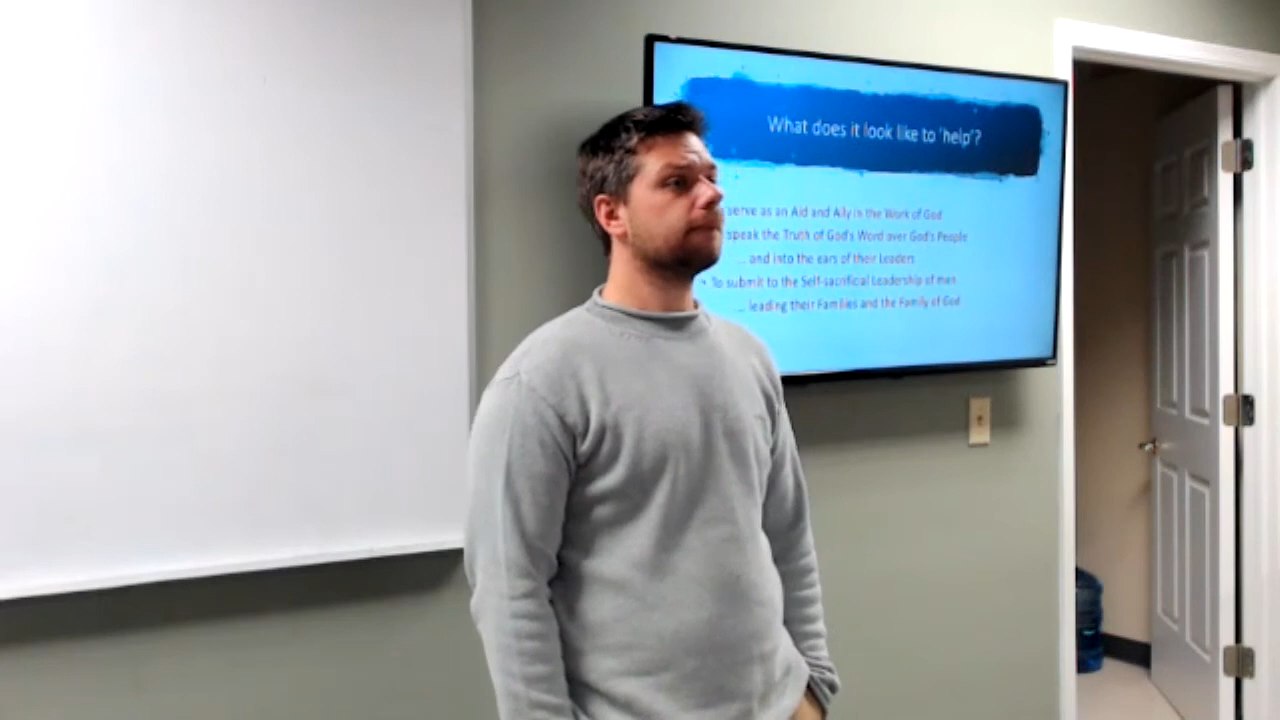 What does it look like to 'help'?
serve as an Aid and Ally in the Work of God
speak the Truth of God's Word over God's People
... and into the ears of their Leaders
• To submit to the Self-sacrificial Leadership of men
... leading their Families and the Family of God